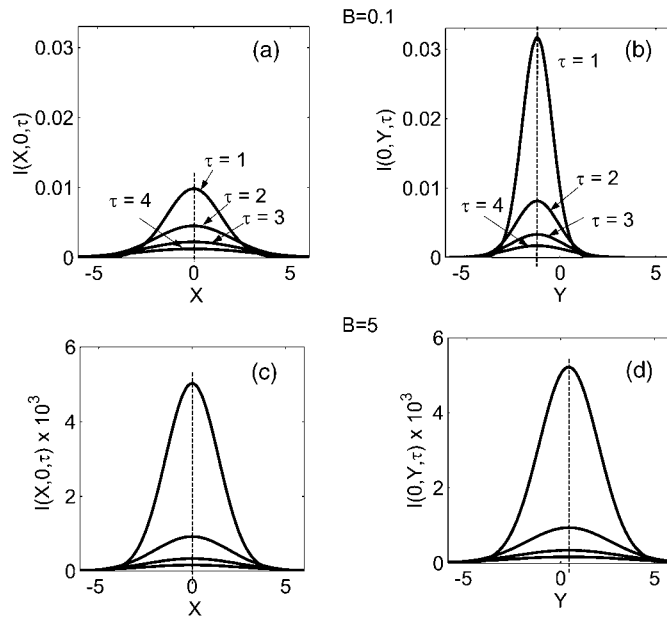 B=0.1
(a)
I(X,0,τ)
0.03
0.02
0.01
0
τ = 1
τ = 2
τ = 3
τ = 4
-5 0 5
X
(b)
I(0,Y,τ)
0.03
0.02
0.01
0
τ = 1
τ = 2
τ = 3
τ = 4
-5 0 5
Y
B=5
(c)
I(X,0,τ) x 10³
6
4
2
0
-5 0 5
X
(d)
I(0,Y,τ) x 10³
6
4
2
0
-5 0 5
Y